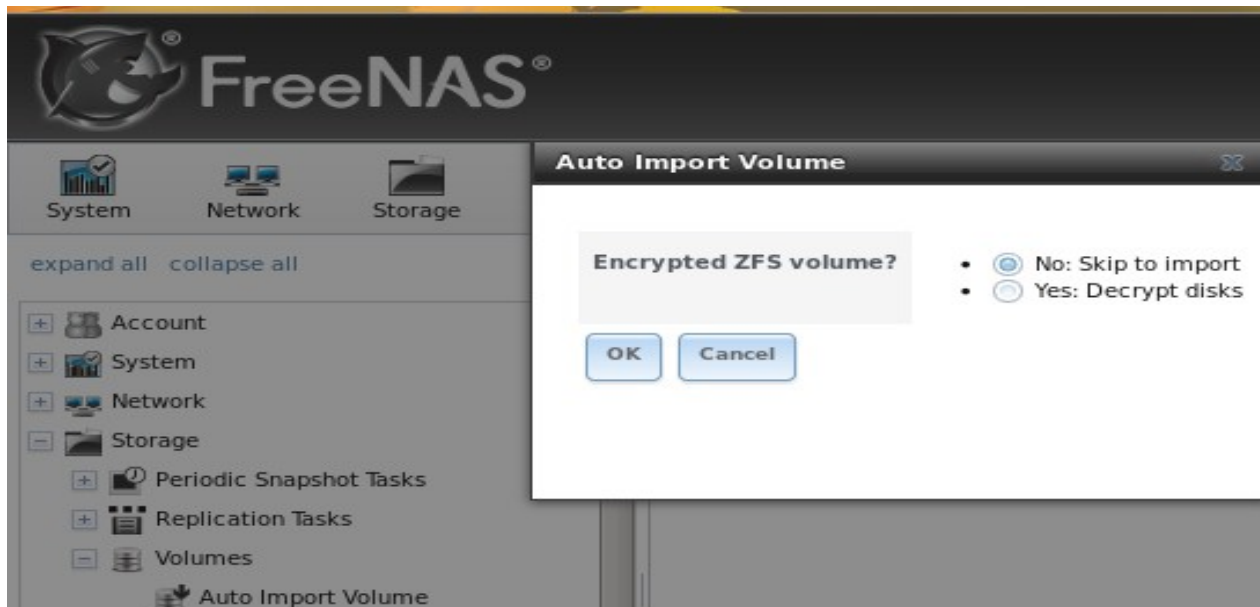 FreeNAS®
System Network Storage
expand all collapse all
Account
System
Network
Storage
Periodic Snapshot Tasks
Replication Tasks
Volumes
Auto Import Volume
Auto Import Volume
Encrypted ZFS volume?
No: Skip to import
Yes: Decrypt disks
OK Cancel